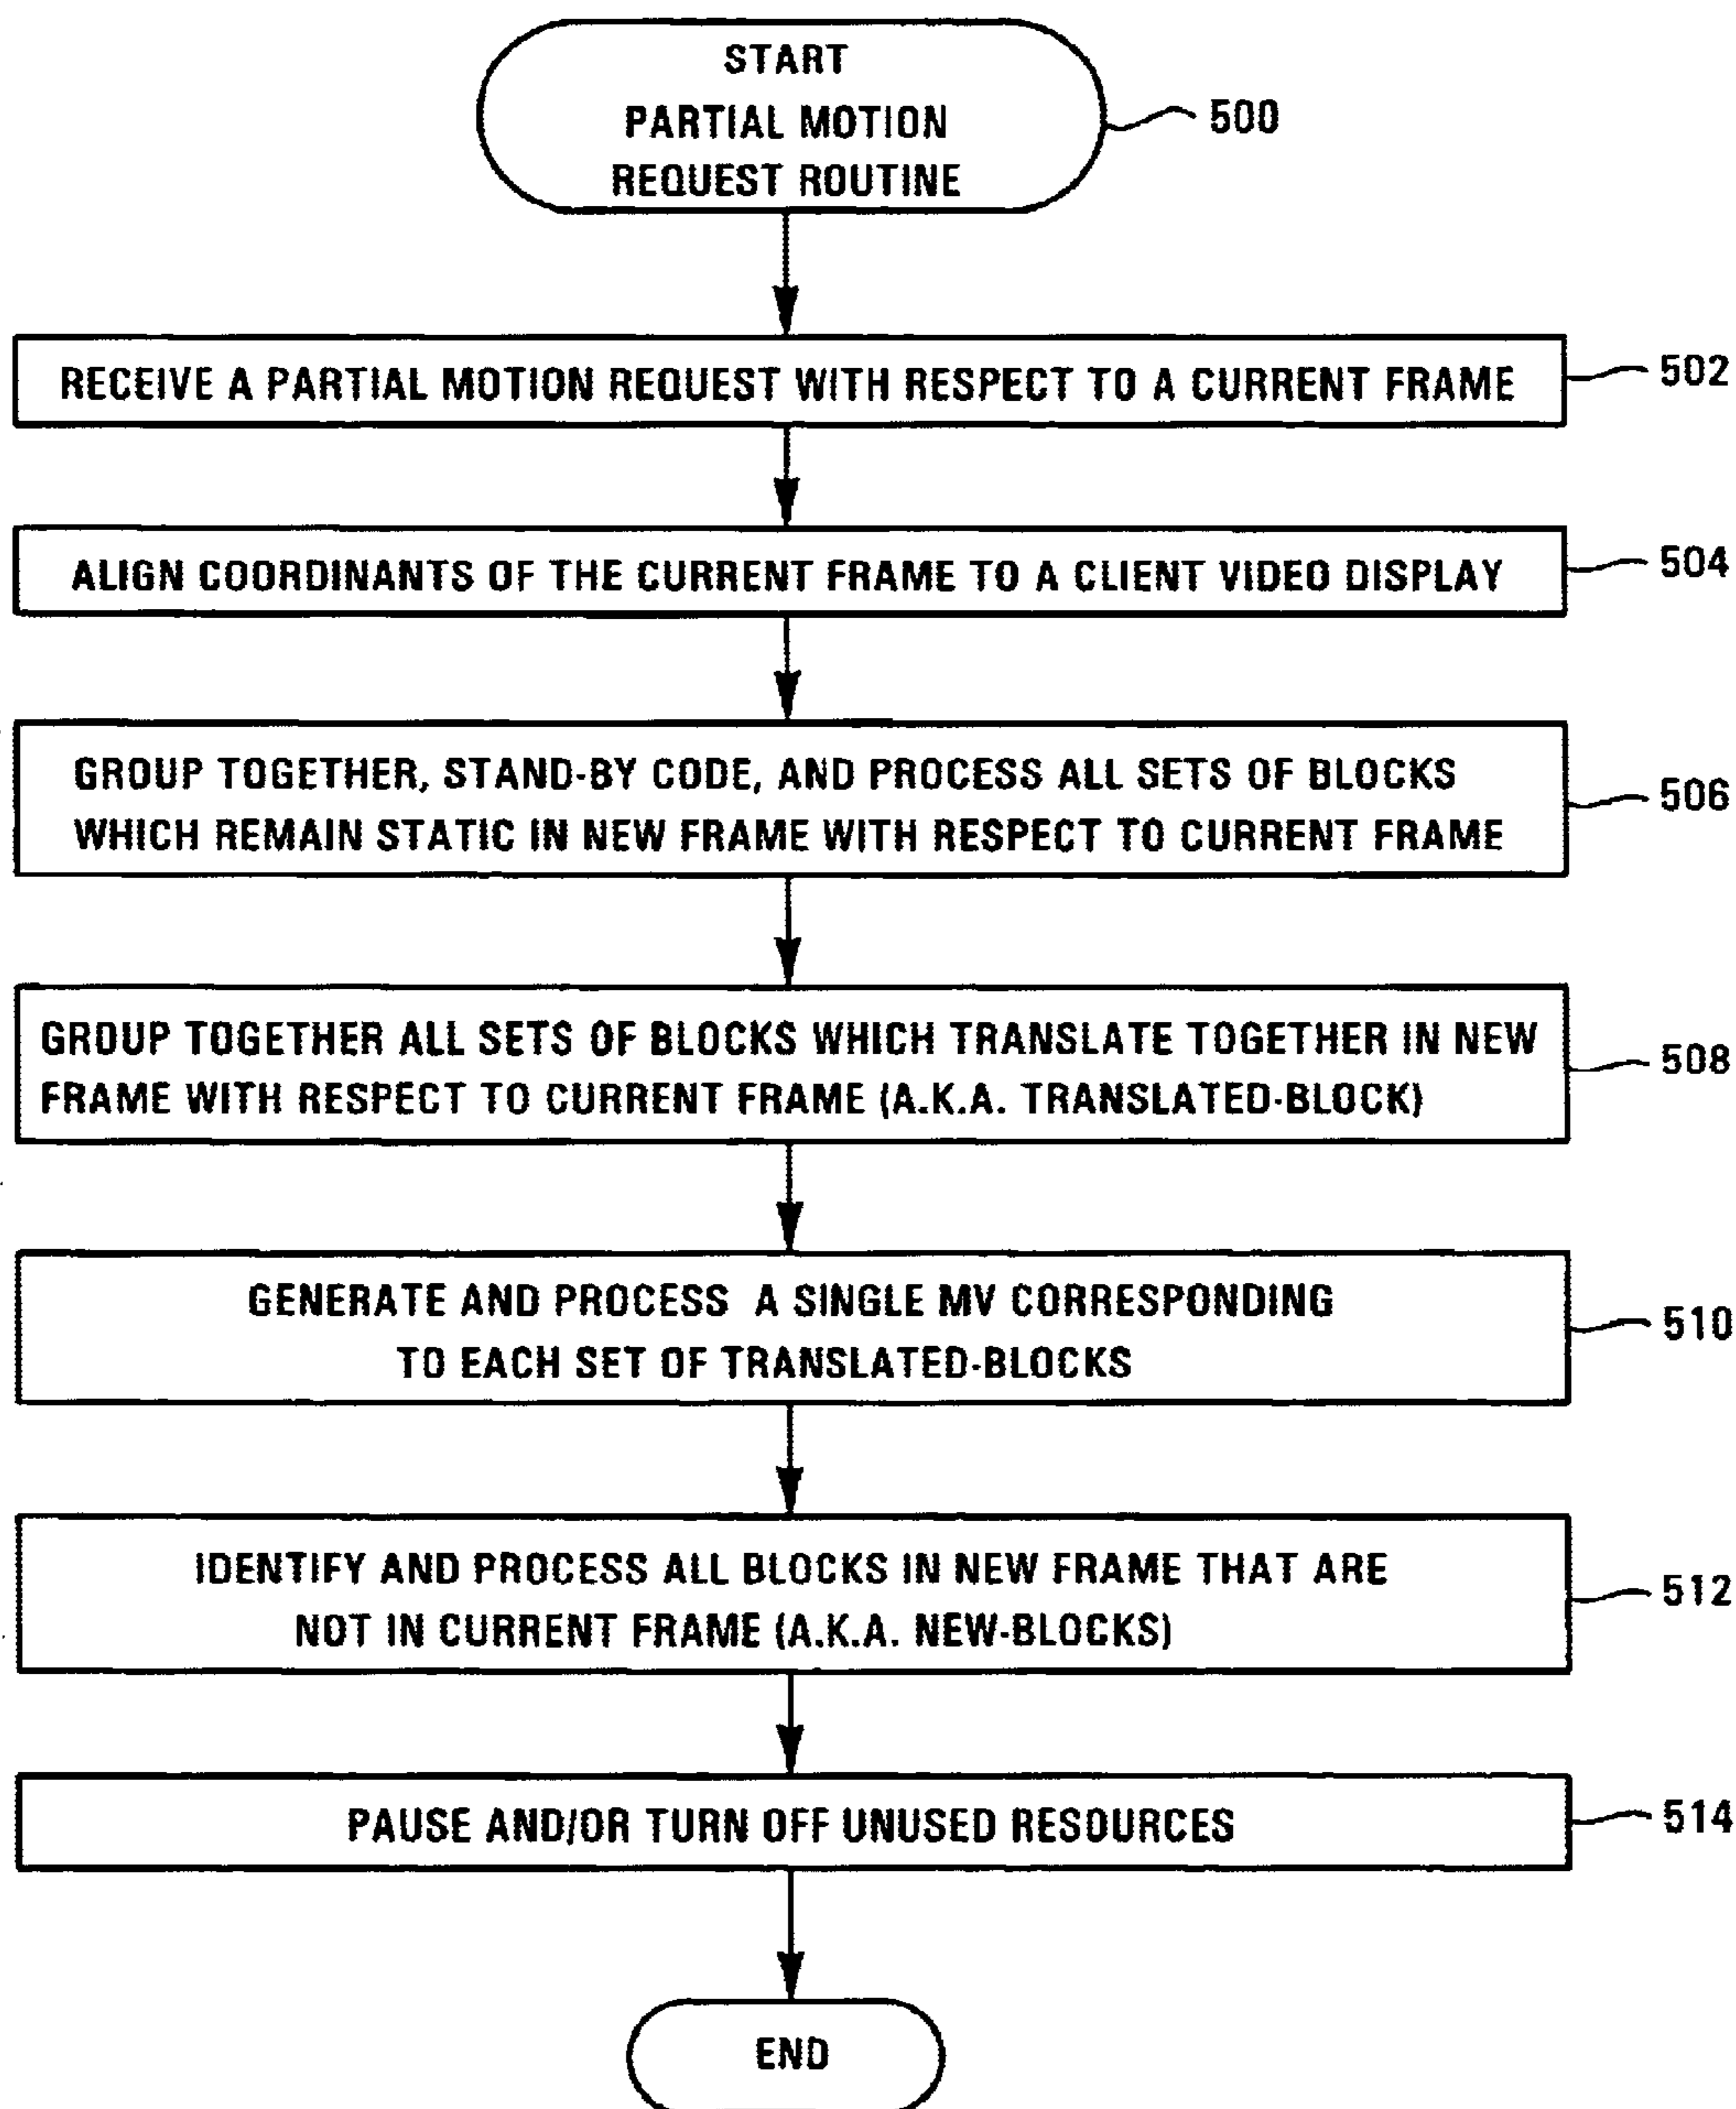 START
PARTIAL MOTION
REQUEST ROUTINE
500
RECEIVE A PARTIAL MOTION REQUEST WITH RESPECT TO A CURRENT FRAME
502
ALIGN COORDINANTS OF THE CURRENT FRAME TO A CLIENT VIDEO DISPLAY
504
GROUP TOGETHER, STAND-BY CODE, AND PROCESS ALL SETS OF BLOCKS
WHICH REMAIN STATIC IN NEW FRAME WITH RESPECT TO CURRENT FRAME
506
GROUP TOGETHER ALL SETS OF BLOCKS WHICH TRANSLATE TOGETHER IN NEW
FRAME WITH RESPECT TO CURRENT FRAME (A.K.A. TRANSLATED-BLOCK)
508
GENERATE AND PROCESS A SINGLE MV CORRESPONDING
TO EACH SET OF TRANSLATED-BLOCKS
510
IDENTIFY AND PROCESS ALL BLOCKS IN NEW FRAME THAT ARE
NOT IN CURRENT FRAME (A.K.A. NEW-BLOCKS)
512
PAUSE AND/OR TURN OFF UNUSED RESOURCES
514
END